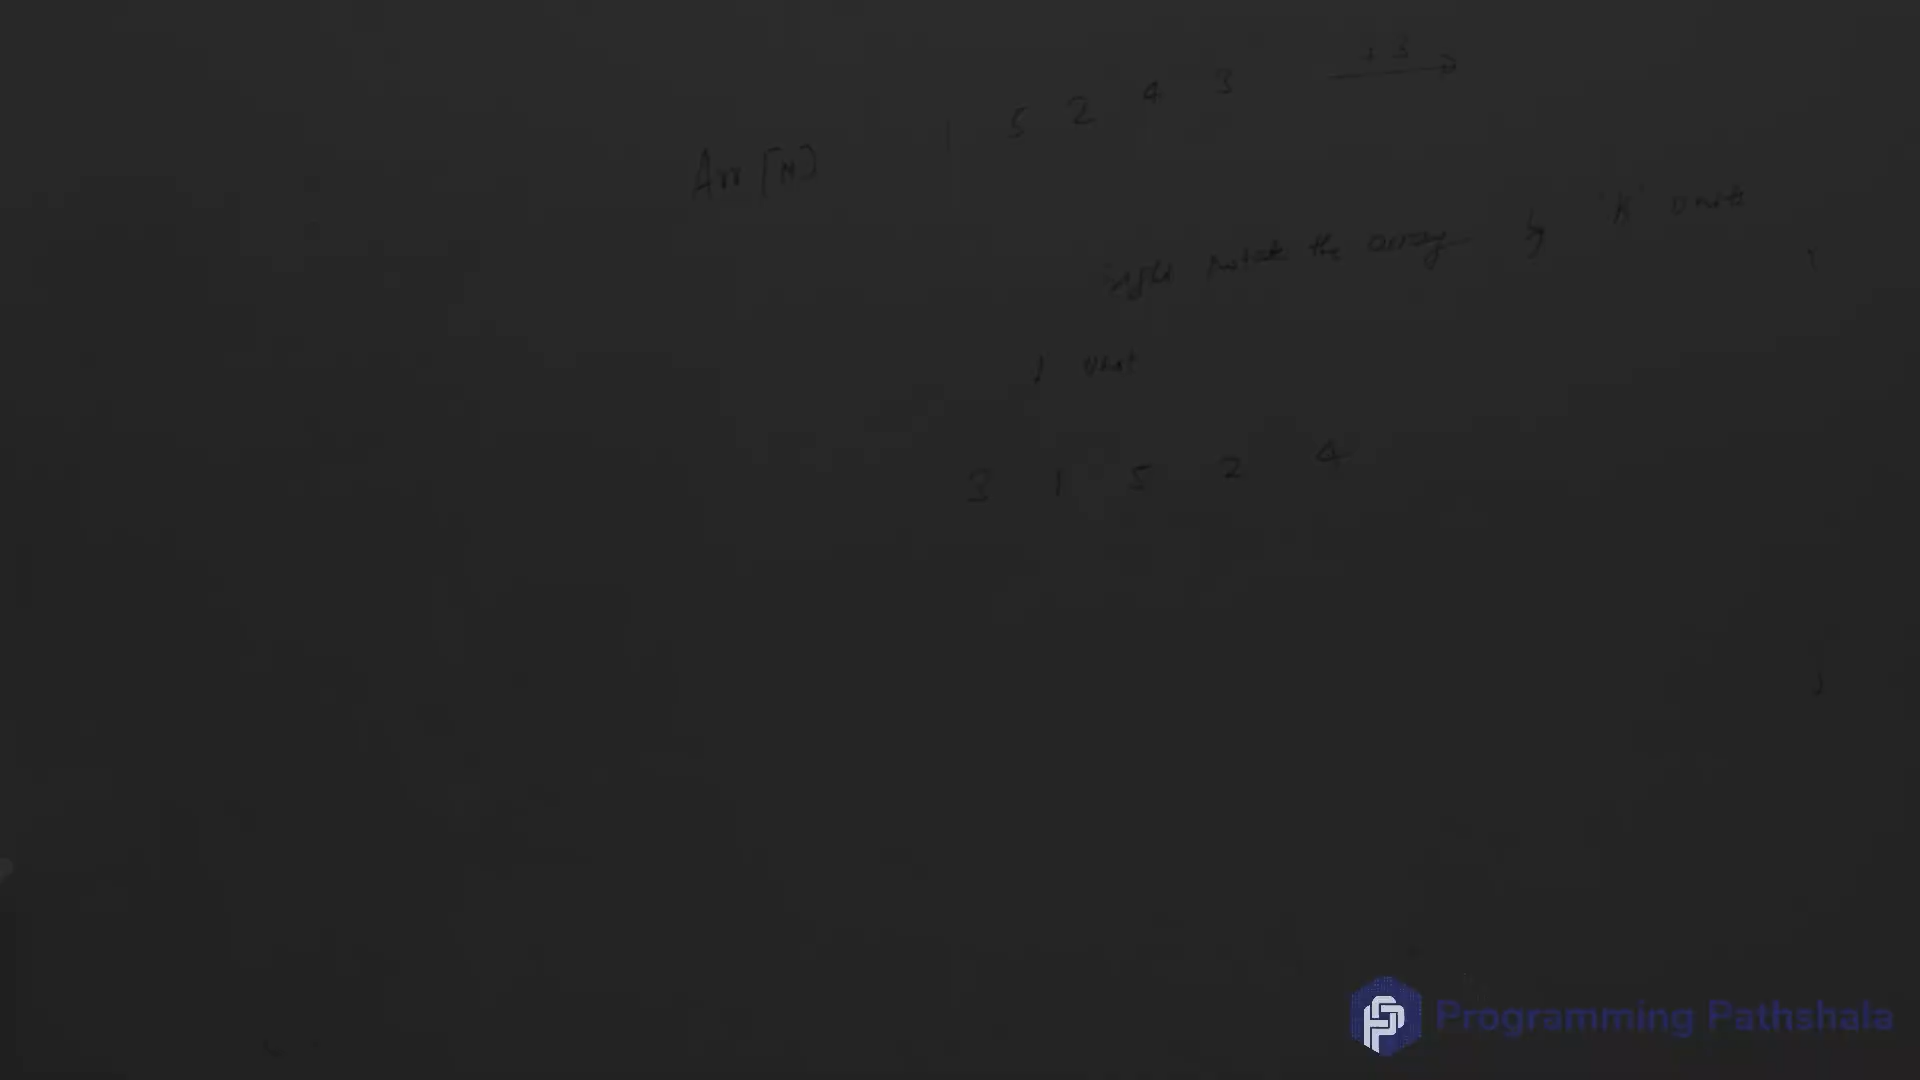 + 3
1 5 2 4 3
Arr [N]
right rotate the array by 'K' unit
1 unit
3 1 5 2 4
Programming Pathshala